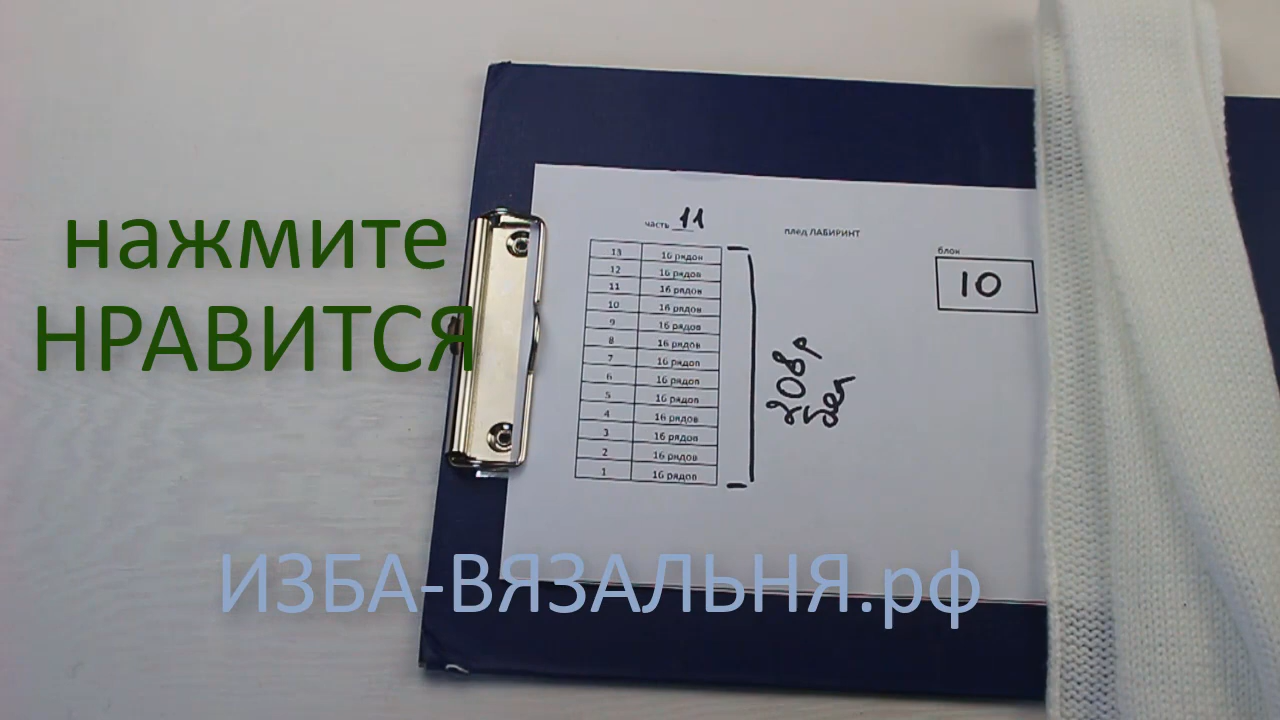 нажмите
НРАВИТСЯ
часть 11
плед ЛАБИРИНТ
блок
10
13 16 рядов
12 16 рядов
11 16 рядов
10 16 рядов
9 16 рядов
8 16 рядов
7 16 рядов
6 16 рядов
5 16 рядов
4 16 рядов
3 16 рядов
2 16 рядов
1 16 рядов
208 р
бел
ИЗБА-ВЯЗАЛЬНЯ.рф